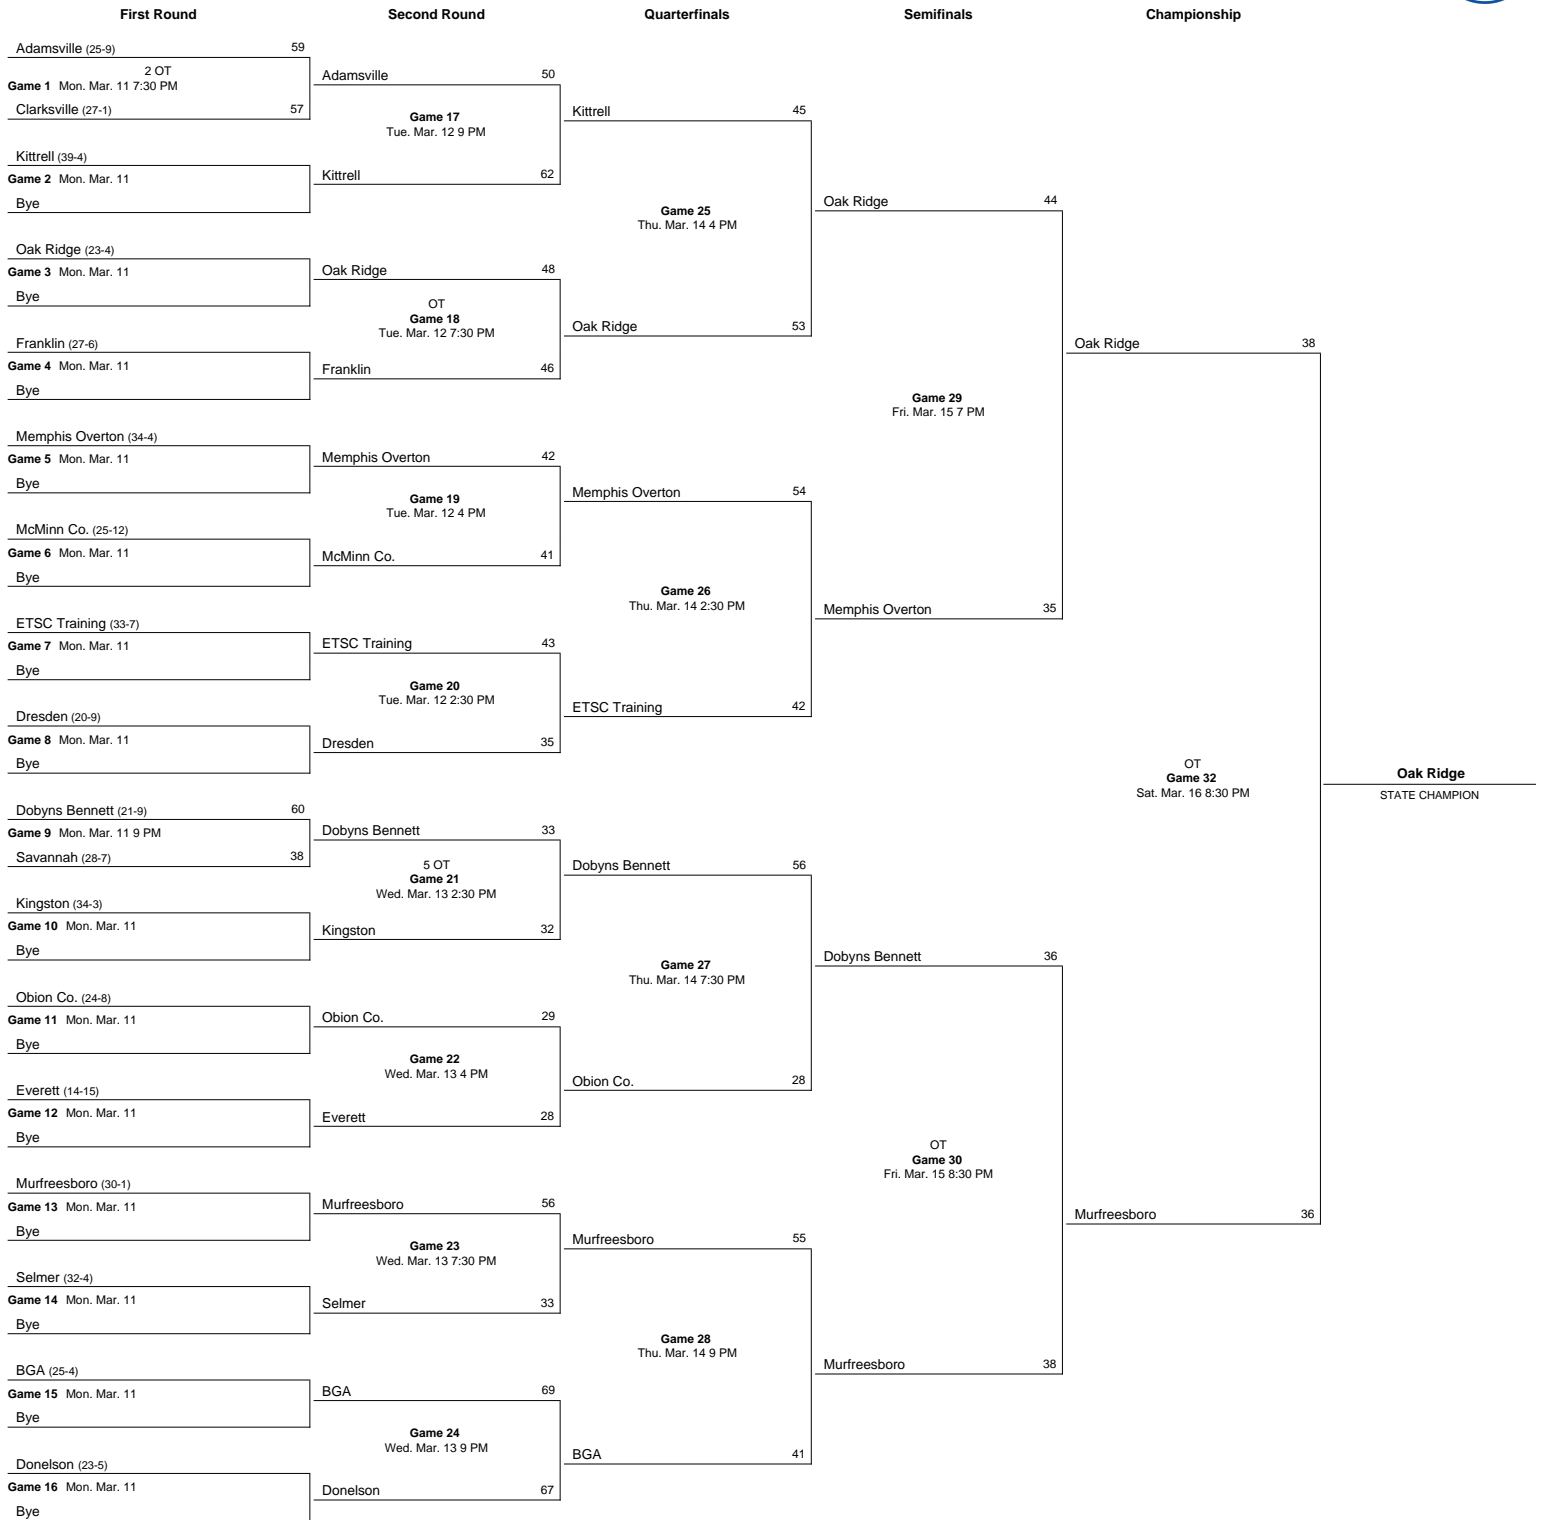 First Round Second Round Quarterfinals Semifinals Championship
Adamsville (25-9) 59
2 OT
Game 1 Mon. Mar. 11 7:30 PM
Clarksville (27-1) 57
Kittrell (39-4)
Game 2 Mon. Mar. 11
Bye
Oak Ridge (23-4)
Game 3 Mon. Mar. 11
Bye
Franklin (27-6)
Game 4 Mon. Mar. 11
Bye
Memphis Overton (34-4)
Game 5 Mon. Mar. 11
Bye
McMinn Co. (25-12)
Game 6 Mon. Mar. 11
Bye
ETSC Training (33-7)
Game 7 Mon. Mar. 11
Bye
Dresden (20-9)
Game 8 Mon. Mar. 11
Bye
Dobyns Bennett (21-9) 60
Game 9 Mon. Mar. 11 9 PM
Savannah (28-7) 38
Kingston (34-3)
Game 10 Mon. Mar. 11
Bye
Obion Co. (24-8)
Game 11 Mon. Mar. 11
Bye
Everett (14-15)
Game 12 Mon. Mar. 11
Bye
Murfreesboro (30-1)
Game 13 Mon. Mar. 11
Bye
Selmer (32-4)
Game 14 Mon. Mar. 11
Bye
BGA (25-4)
Game 15 Mon. Mar. 11
Bye
Donelson (23-5)
Game 16 Mon. Mar. 11
Bye
Adamsville 50
Game 17
Tue. Mar. 12 9 PM
Kittrell 62
Oak Ridge 48
OT
Game 18
Tue. Mar. 12 7:30 PM
Franklin 46
Memphis Overton 42
Game 19
Tue. Mar. 12 4 PM
McMinn Co. 41
ETSC Training 43
Game 20
Tue. Mar. 12 2:30 PM
Dresden 35
Dobyns Bennett 33
5 OT
Game 21
Wed. Mar. 13 2:30 PM
Kingston 32
Obion Co. 29
Game 22
Wed. Mar. 13 4 PM
Everett 28
Murfreesboro 56
Game 23
Wed. Mar. 13 7:30 PM
Selmer 33
BGA 69
Game 24
Wed. Mar. 13 9 PM
Donelson 67
Kittrell 45
Game 25
Thu. Mar. 14 4 PM
Oak Ridge 53
Memphis Overton 54
Game 26
Thu. Mar. 14 2:30 PM
ETSC Training 42
Dobyns Bennett 56
Game 27
Thu. Mar. 14 7:30 PM
Obion Co. 28
Murfreesboro 55
Game 28
Thu. Mar. 14 9 PM
BGA 41
Oak Ridge 44
Game 29
Fri. Mar. 15 7 PM
Memphis Overton 35
Dobyns Bennett 36
OT
Game 30
Fri. Mar. 15 8:30 PM
Murfreesboro 38
Oak Ridge 38
OT
Game 32
Sat. Mar. 16 8:30 PM
Murfreesboro 36
Oak Ridge
STATE CHAMPION